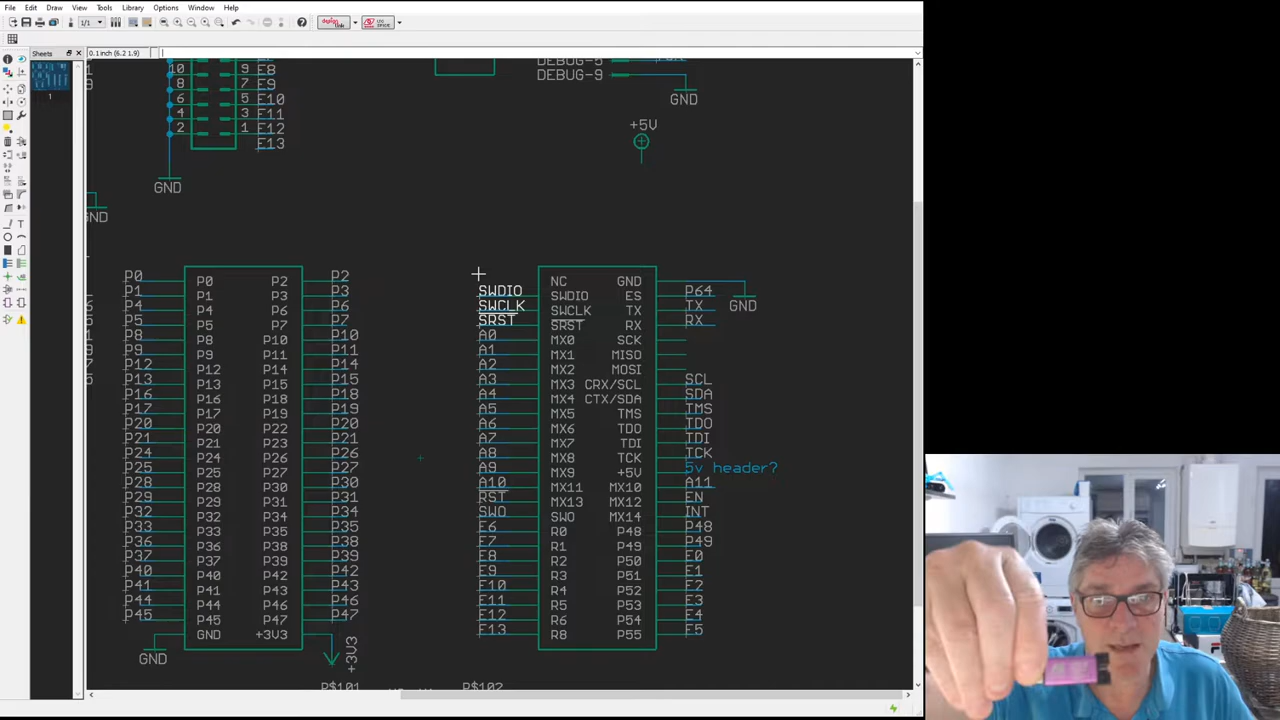 File Edit Draw View Tools Library Options Window Help
1/1
Sheets
0.1 inch (6.2 1.9)
1
10 9 E8
8 7 E9
6 5 E10
4 3 E11
2 1 E12
E13
GND
GND
DEBUG-5
DEBUG-9
GND
+5V
P0 P0 P2 P2
P1 P1 P3 P3
P4 P4 P6 P6
P5 P5 P7 P7
P8 P8 P10 P10
P9 P9 P11 P11
P12 P12 P14 P14
P13 P13 P15 P15
P16 P16 P18 P18
P17 P17 P19 P19
P20 P20 P22 P20
P21 P21 P23 P21
P24 P24 P26 P26
P25 P25 P27 P27
P28 P28 P30 P30
P29 P29 P31 P31
P32 P32 P34 P34
P33 P33 P35 P35
P36 P36 P38 P38
P37 P37 P39 P39
P40 P40 P42 P42
P41 P41 P43 P43
P44 P44 P46 P46
P45 P45 P47 P47
GND +3V3
GND
+3V3
P$101
NC GND
SWDIO SWDIO ES P64
SWCLK SWCLK TX TX
SRST SRST RX RX
GND
A0 MX0 SCK
A1 MX1 MISO
A2 MX2 MOSI
A3 MX3 CRX/SCL SCL
A4 MX4 CTX/SDA SDA
A5 MX5 TMS TMS
A6 MX6 TDO TDO
A7 MX7 TDI TDI
A8 MX8 TCK TCK
A9 MX9 +5V 5v header?
A10 MX11 MX10 A11
RST MX13 MX12 EN
SWO SWO MX14 INT
E6 R0 P48 P48
E7 R1 P49 P49
E8 R2 P50 E0
E9 R3 P51 E1
E10 R4 P52 E2
E11 R5 P53 E3
E12 R6 P54 E4
E13 R8 P55 E5
P$102